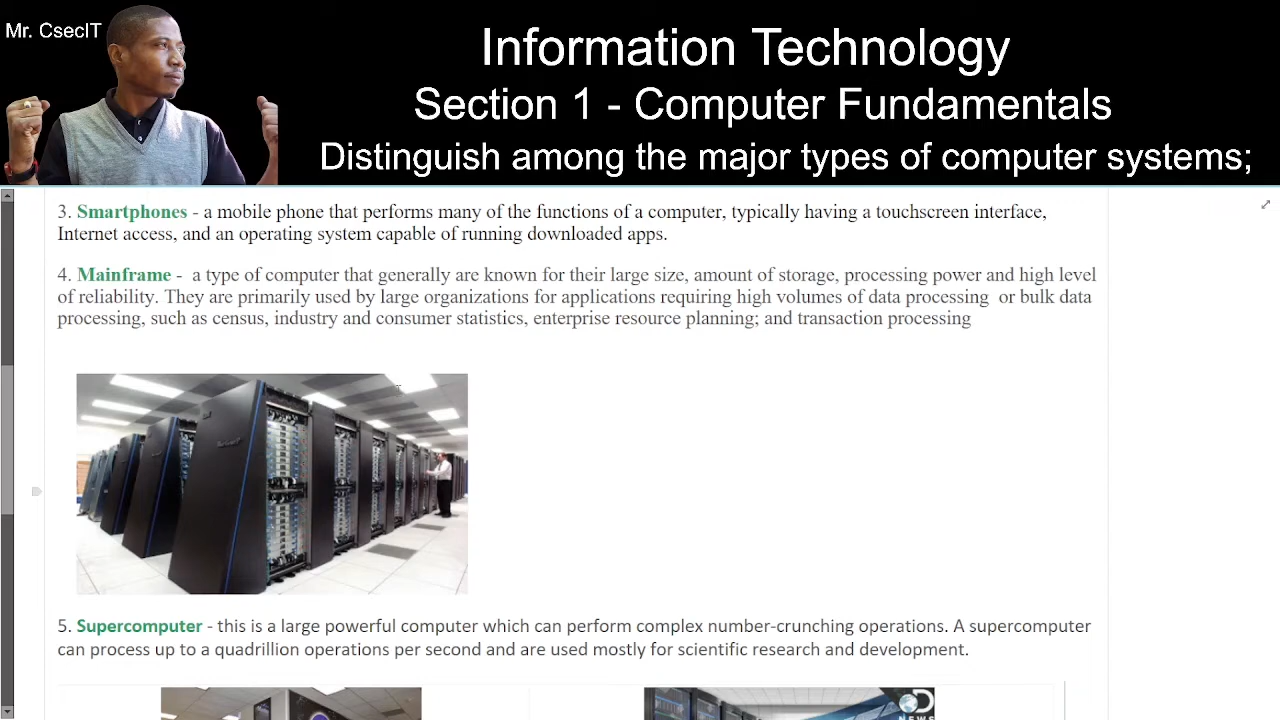 Mr. CsecIT
Information Technology
Section 1 - Computer Fundamentals
Distinguish among the major types of computer systems;
3. Smartphones - a mobile phone that performs many of the functions of a computer, typically having a touchscreen interface,
Internet access, and an operating system capable of running downloaded apps.
4. Mainframe - a type of computer that generally are known for their large size, amount of storage, processing power and high level
of reliability. They are primarily used by large organizations for applications requiring high volumes of data processing or bulk data
processing, such as census, industry and consumer statistics, enterprise resource planning; and transaction processing
5. Supercomputer - this is a large powerful computer which can perform complex number-crunching operations. A supercomputer
can process up to a quadrillion operations per second and are used mostly for scientific research and development.
D
NEWS